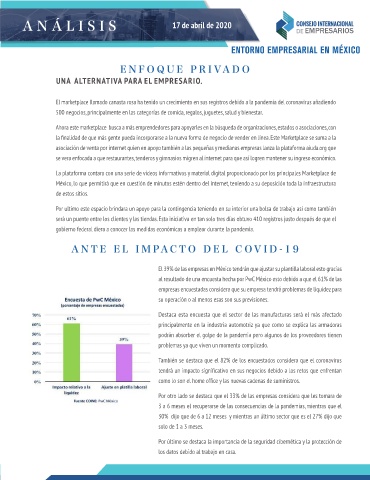 ANÁLISIS
17 de abril de 2020
CONSEJO INTERNACIONAL
DE EMPRESARIOS
ENTORNO EMPRESARIAL EN MÉXICO
ENFOQUE PRIVADO
UNA ALTERNATIVA PARA EL EMPRESARIO.
El marketplace llamado canasta rosa ha tenido un crecimiento en sus registros debido a la pandemia del coronavirus añadiendo
500 negocios, principalmente en las categorías de comida, regalos, juguetes, salud y bienestar.
Ahora este marketplace busca a más emprendedores para apoyarles en la búsqueda de organizaciones, estados o asociaciones, con
la finalidad de que más gente pueda incorporarse a la nueva forma de negocio de vender en línea. Este Marketplace se suma a la
asociación de venta por internet quien en apoyo también a las pequeñas y medianas empresas lanza la plataforma ayuda.org que
se veía enfocada a que restaurantes, tenderos y gimnasios migren al internet para que así logren mantener su ingreso económico.
La plataforma contara con una serie de videos informativos y material digital proporcionado por los principales Marketplace de
México, lo que permitirá que en cuestión de minutos estén dentro del Internet, teniendo a su exposición toda la infraestructura
de estos sitios.
Por ultimo este espacio brindara un apoyo para la contingencia teniendo en su interior una bolsa de trabajo así como también
será un puente entre los clientes y las tiendas. Esta iniciativa en tan solo tres días obtuvo 410 registros justo después de que el
gobierno federal diera a conocer las medidas económicas a emplear durante la pandemia.
ANTE EL IMPACTO DEL COVID-19
El 39% de las empresas en México tendrán que ajustar su plantilla laboral esto gracias
al resultado de una encuesta hecha por PwC México esto debido a que el 61% de las
empresas encuestadas considera que su empresa tendrá problemas de liquidez para
su operación o al menos esas son sus previsiones.
Destaca esta encuesta que el sector de las manufacturas será el más afectado
principalmente en la industria automotriz ya que como se explica las armadoras
podrán absorber el golpe de la pandemia pero algunos de los proveedores tienen
problemas ya que viven un momento complicado.
También se destaca que el 82% de los encuestados considera que el coronavirus
tendrá un impacto significativo en sus negocios debido a los retos que enfrentan
como lo son el home office y las nuevas cadenas de suministros.
Por otro lado se destaca que el 33% de las empresas considera que les tomara de
3 a 6 meses el recuperarse de las consecuencias de la pandemias, mientras que el
30% dijo que de 6 a 12 meses y mientras un último sector que es el 27% dijo que
solo de 1 a 3 meses.
Por último se destaca la importancia de la seguridad cibernética y la protección de
los datos debido al trabajo en casa.
Encuesta de PwC México
(porcentaje de empresas encuestadas)
70%
60%
50%
40%
30%
20%
10%
0%
61%
39%
Impacto relativo a la
liquidez
Ajuste en platilla laboral
PwC México